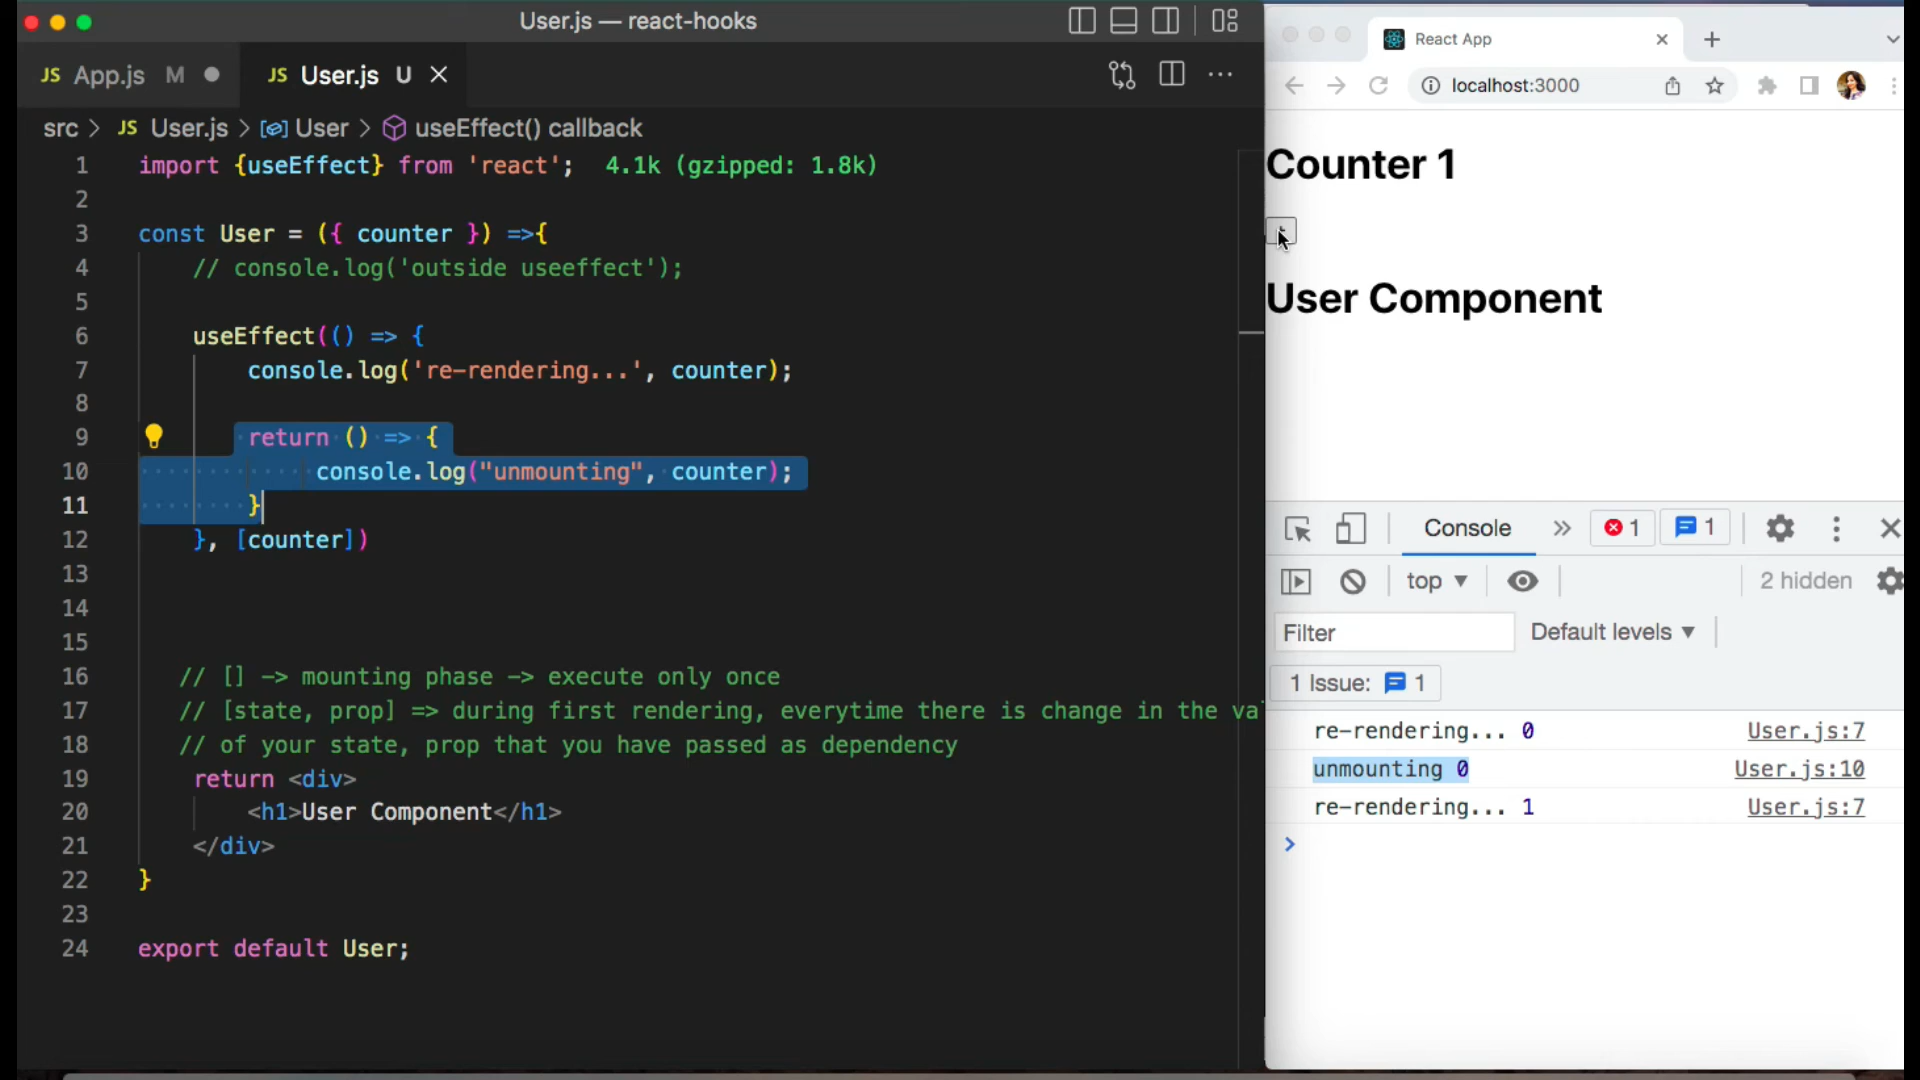 User.js — react-hooks
JS App.js M
JS User.js U
src > JS User.js > User > useEffect() callback
1 import {useEffect} from 'react'; 4.1k (gzipped: 1.8k)
2
3 const User = ({ counter }) =>{
4 // console.log('outside useeffect');
5
6 useEffect(() => {
7 console.log('re-rendering...', counter);
8
9 return () => {
10 console.log("unmounting", counter);
11 }
12 }, [counter])
13
14
15
16 // [] -> mounting phase -> execute only once
17 // [state, prop] => during first rendering, everytime there is change in the va
18 // of your state, prop that you have passed as dependency
19 return <div>
20 <h1>User Component</h1>
21 </div>
22 }
23
24 export default User;
React App
localhost:3000
Counter 1
User Component
Console 1 1
top 2 hidden
Filter Default levels
1 Issue: 1
re-rendering... 0 User.js:7
unmounting 0 User.js:10
re-rendering... 1 User.js:7